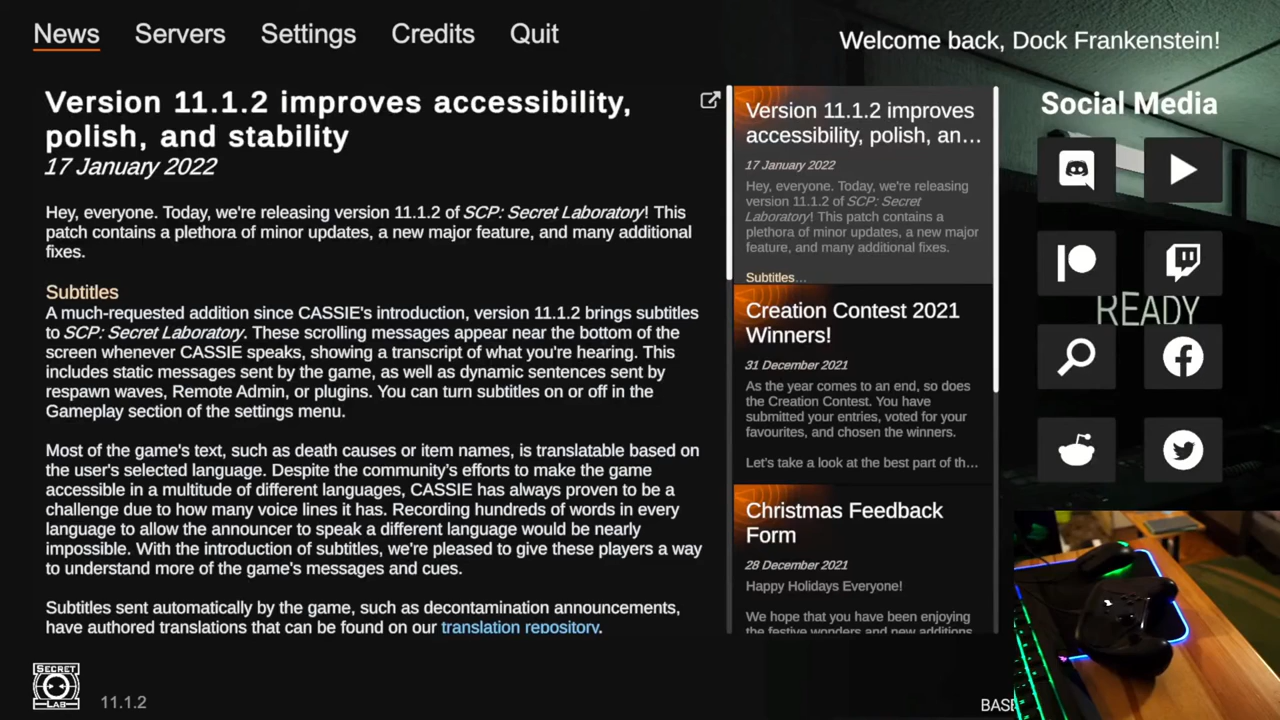 News Servers Settings Credits Quit
Welcome back, Dock Frankenstein!
Version 11.1.2 improves accessibility,
polish, and stability
17 January 2022
Hey, everyone. Today, we're releasing version 11.1.2 of SCP: Secret Laboratory! This
patch contains a plethora of minor updates, a new major feature, and many additional
fixes.
Subtitles
A much-requested addition since CASSIE's introduction, version 11.1.2 brings subtitles
to SCP: Secret Laboratory. These scrolling messages appear near the bottom of the
screen whenever CASSIE speaks, showing a transcript of what you're hearing. This
includes static messages sent by the game, as well as dynamic sentences sent by
respawn waves, Remote Admin, or plugins. You can turn subtitles on or off in the
Gameplay section of the settings menu.
Most of the game's text, such as death causes or item names, is translatable based on
the user's selected language. Despite the community's efforts to make the game
accessible in a multitude of different languages, CASSIE has always proven to be a
challenge due to how many voice lines it has. Recording hundreds of words in every
language to allow the announcer to speak a different language would be nearly
impossible. With the introduction of subtitles, we're pleased to give these players a way
to understand more of the game's messages and cues.
Subtitles sent automatically by the game, such as decontamination announcements,
have authored translations that can be found on our translation repository.
Version 11.1.2 improves
accessibility, polish, an…
17 January 2022
Hey, everyone. Today, we're releasing
version 11.1.2 of SCP: Secret
Laboratory! This patch contains a
plethora of minor updates, a new major
feature, and many additional fixes.
Subtitles…
Creation Contest 2021
Winners!
31 December 2021
As the year comes to an end, so does
the Creation Contest. You have
submitted your entries, voted for your
favourites, and chosen the winners.
Let's take a look at the best part of th…
Christmas Feedback
Form
28 December 2021
Happy Holidays Everyone!
We hope that you have been enjoying
the festive wonders and new additions
Social Media
READY
SECRET
LAB
11.1.2
BASE